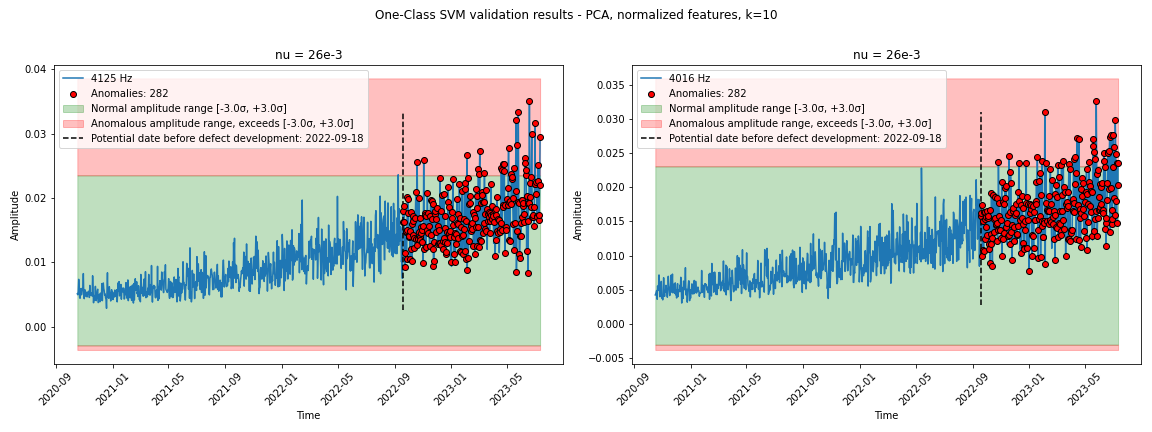 One-Class SVM validation results - PCA, normalized features, k=10
nu = 26e-3
0.04
0.03
0.02
0.01
0.00
Amplitude
4125 Hz
Anomalies: 282
Normal amplitude range [-3.0σ, +3.0σ]
Anomalous amplitude range, exceeds [-3.0σ, +3.0σ]
Potential date before defect development: 2022-09-18
2020-09
2021-01
2021-05
2021-09
2022-01
2022-05
2022-09
2023-01
2023-05
Time
nu = 26e-3
0.035
0.030
0.025
0.020
0.015
0.010
0.005
0.000
−0.005
Amplitude
4016 Hz
Anomalies: 282
Normal amplitude range [-3.0σ, +3.0σ]
Anomalous amplitude range, exceeds [-3.0σ, +3.0σ]
Potential date before defect development: 2022-09-18
2020-09
2021-01
2021-05
2021-09
2022-01
2022-05
2022-09
2023-01
2023-05
Time